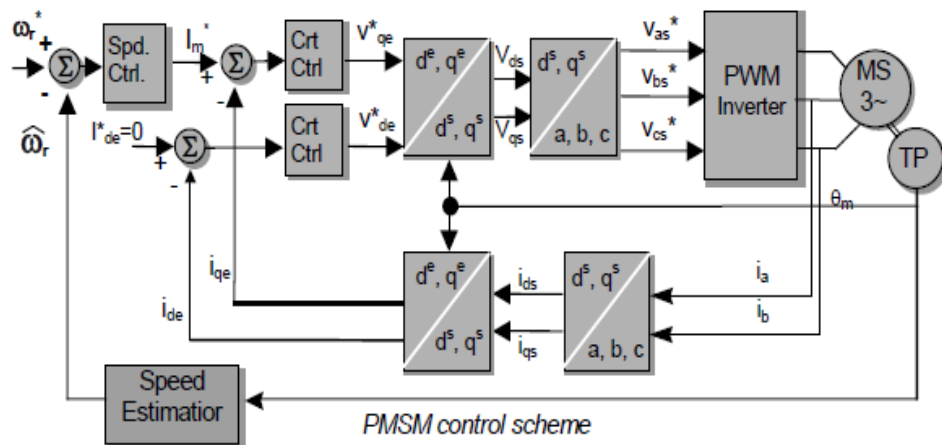 ω*r
+
-
Σ
Spd.
Ctrl.
I*m
+
-
Σ
Crt
Ctrl
v*qe
dᵉ, qᵉ
dˢ, qˢ
Vds
Vqs
dˢ, qˢ
a, b, c
vas*
vbs*
vcs*
PWM
Inverter
MS
3~
TP
ω̂r
I*de=0
+
-
Σ
Crt
Ctrl
v*de
θm
iqe
ide
dᵉ, qᵉ
dˢ, qˢ
ids
iqs
dˢ, qˢ
a, b, c
ia
ib
Speed
Estimatior
PMSM control scheme